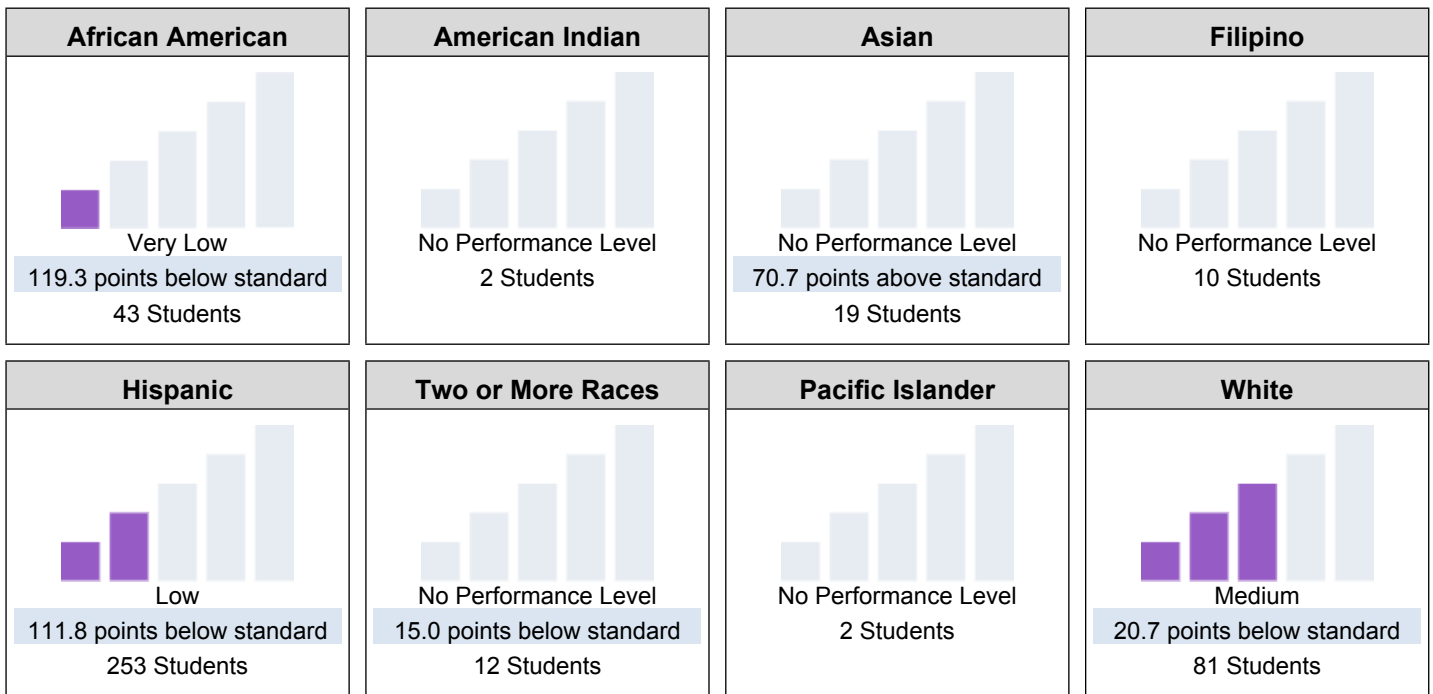 African American
Very Low
119.3 points below standard
43 Students
American Indian
No Performance Level
2 Students
Asian
No Performance Level
70.7 points above standard
19 Students
Filipino
No Performance Level
10 Students
Hispanic
Low
111.8 points below standard
253 Students
Two or More Races
No Performance Level
15.0 points below standard
12 Students
Pacific Islander
No Performance Level
2 Students
White
Medium
20.7 points below standard
81 Students